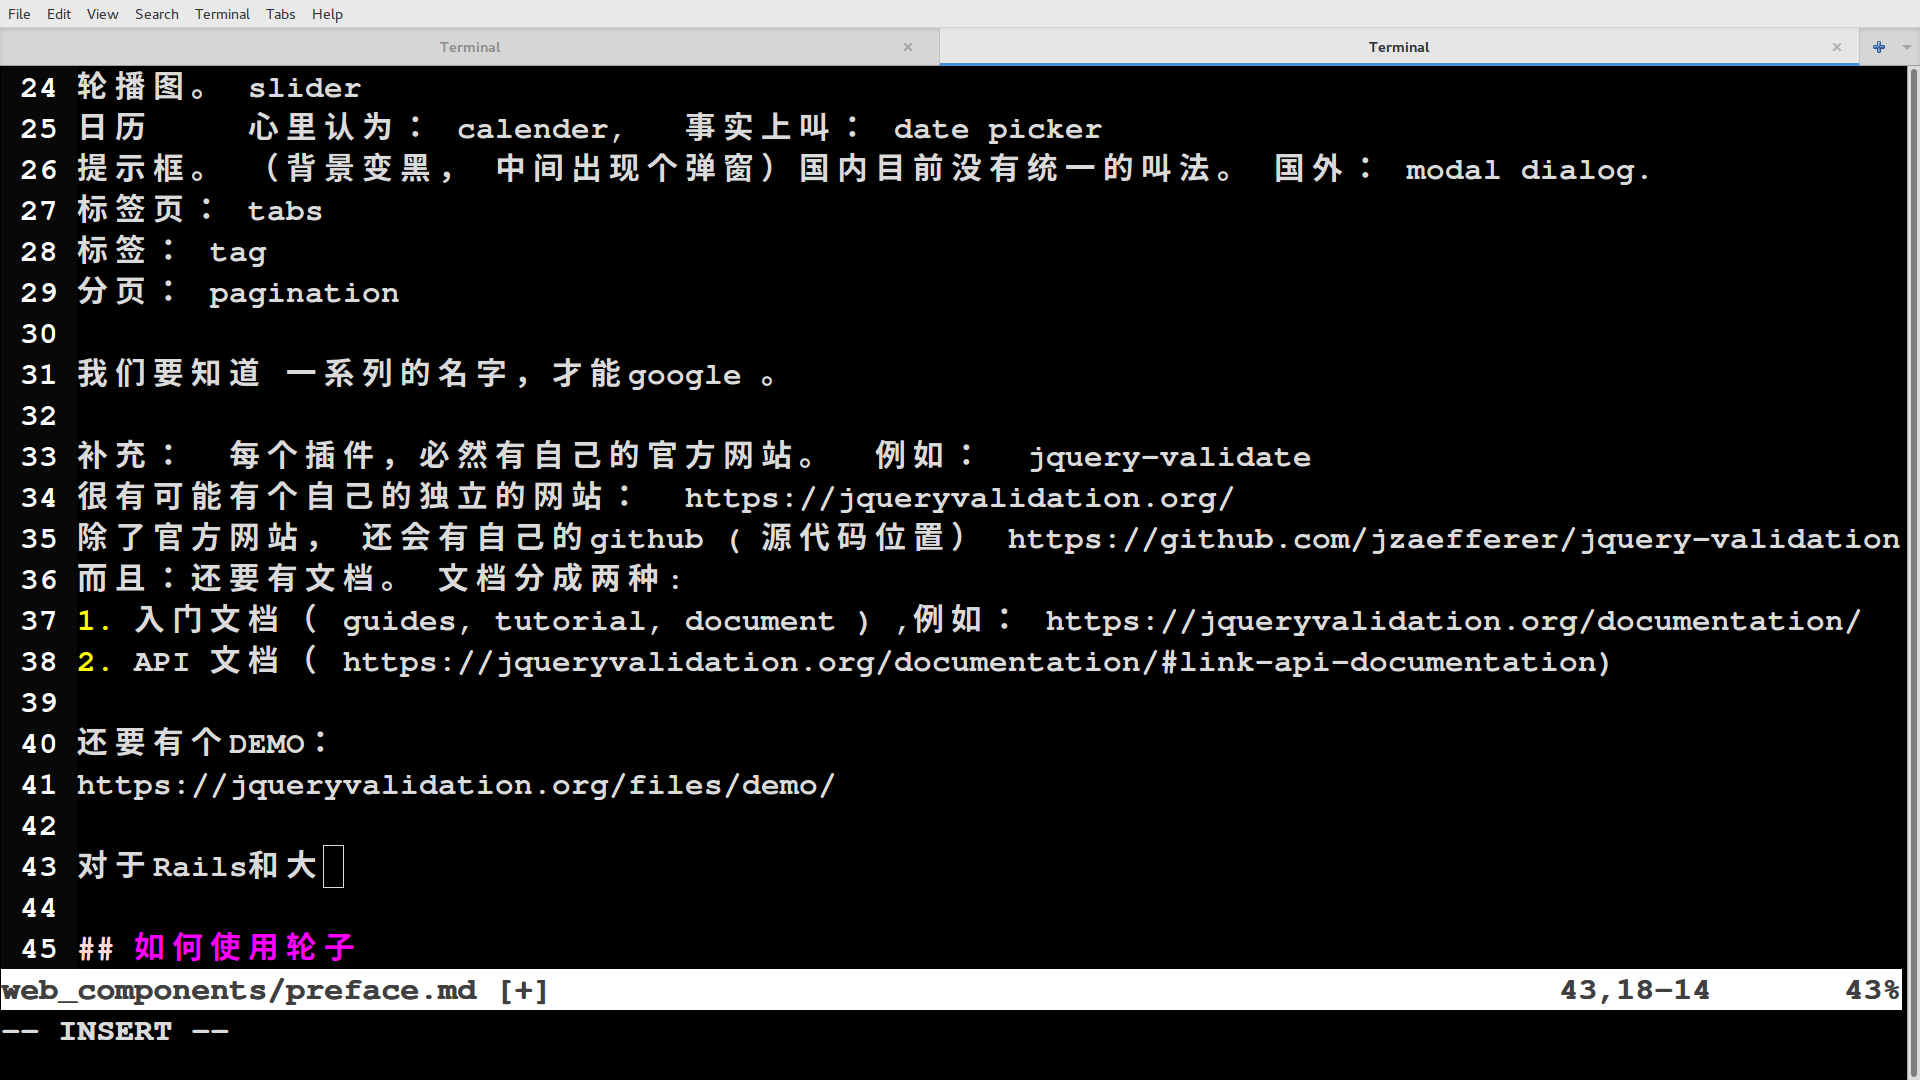 File Edit View Search Terminal Tabs Help
Terminal × Terminal ×
24 轮播图。 slider
25 日历 心里认为： calender, 事实上叫： date picker
26 提示框。 （背景变黑， 中间出现个弹窗）国内目前没有统一的叫法。 国外： modal dialog.
27 标签页： tabs
28 标签： tag
29 分页： pagination
30
31 我们要知道 一系列的名字，才能google 。
32
33 补充： 每个插件，必然有自己的官方网站。 例如： jquery-validate
34 很有可能有个自己的独立的网站： https://jqueryvalidation.org/
35 除了官方网站， 还会有自己的github ( 源代码位置） https://github.com/jzaefferer/jquery-validation
36 而且：还要有文档。 文档分成两种:
37 1. 入门文档（ guides, tutorial, document ) ,例如： https://jqueryvalidation.org/documentation/
38 2. API 文档（ https://jqueryvalidation.org/documentation/#link-api-documentation)
39
40 还要有个DEMO：
41 https://jqueryvalidation.org/files/demo/
42
43 对于Rails和大
44
45 ## 如何使用轮子
web_components/preface.md [+] 43,18-14 43%
-- INSERT --